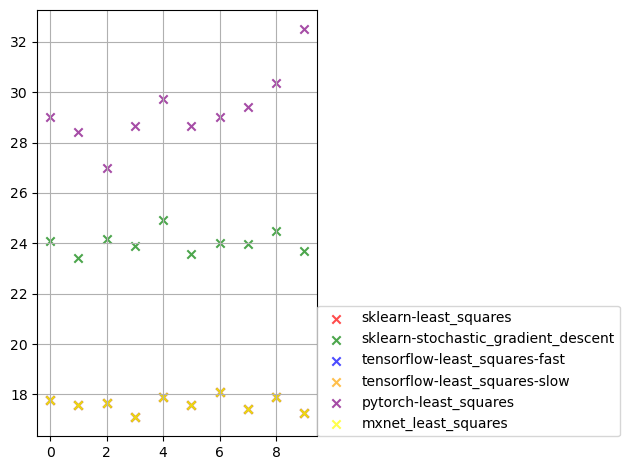 32
30
28
26
24
22
20
18
0
2
4
6
8
sklearn-least_squares
sklearn-stochastic_gradient_descent
tensorflow-least_squares-fast
tensorflow-least_squares-slow
pytorch-least_squares
mxnet_least_squares